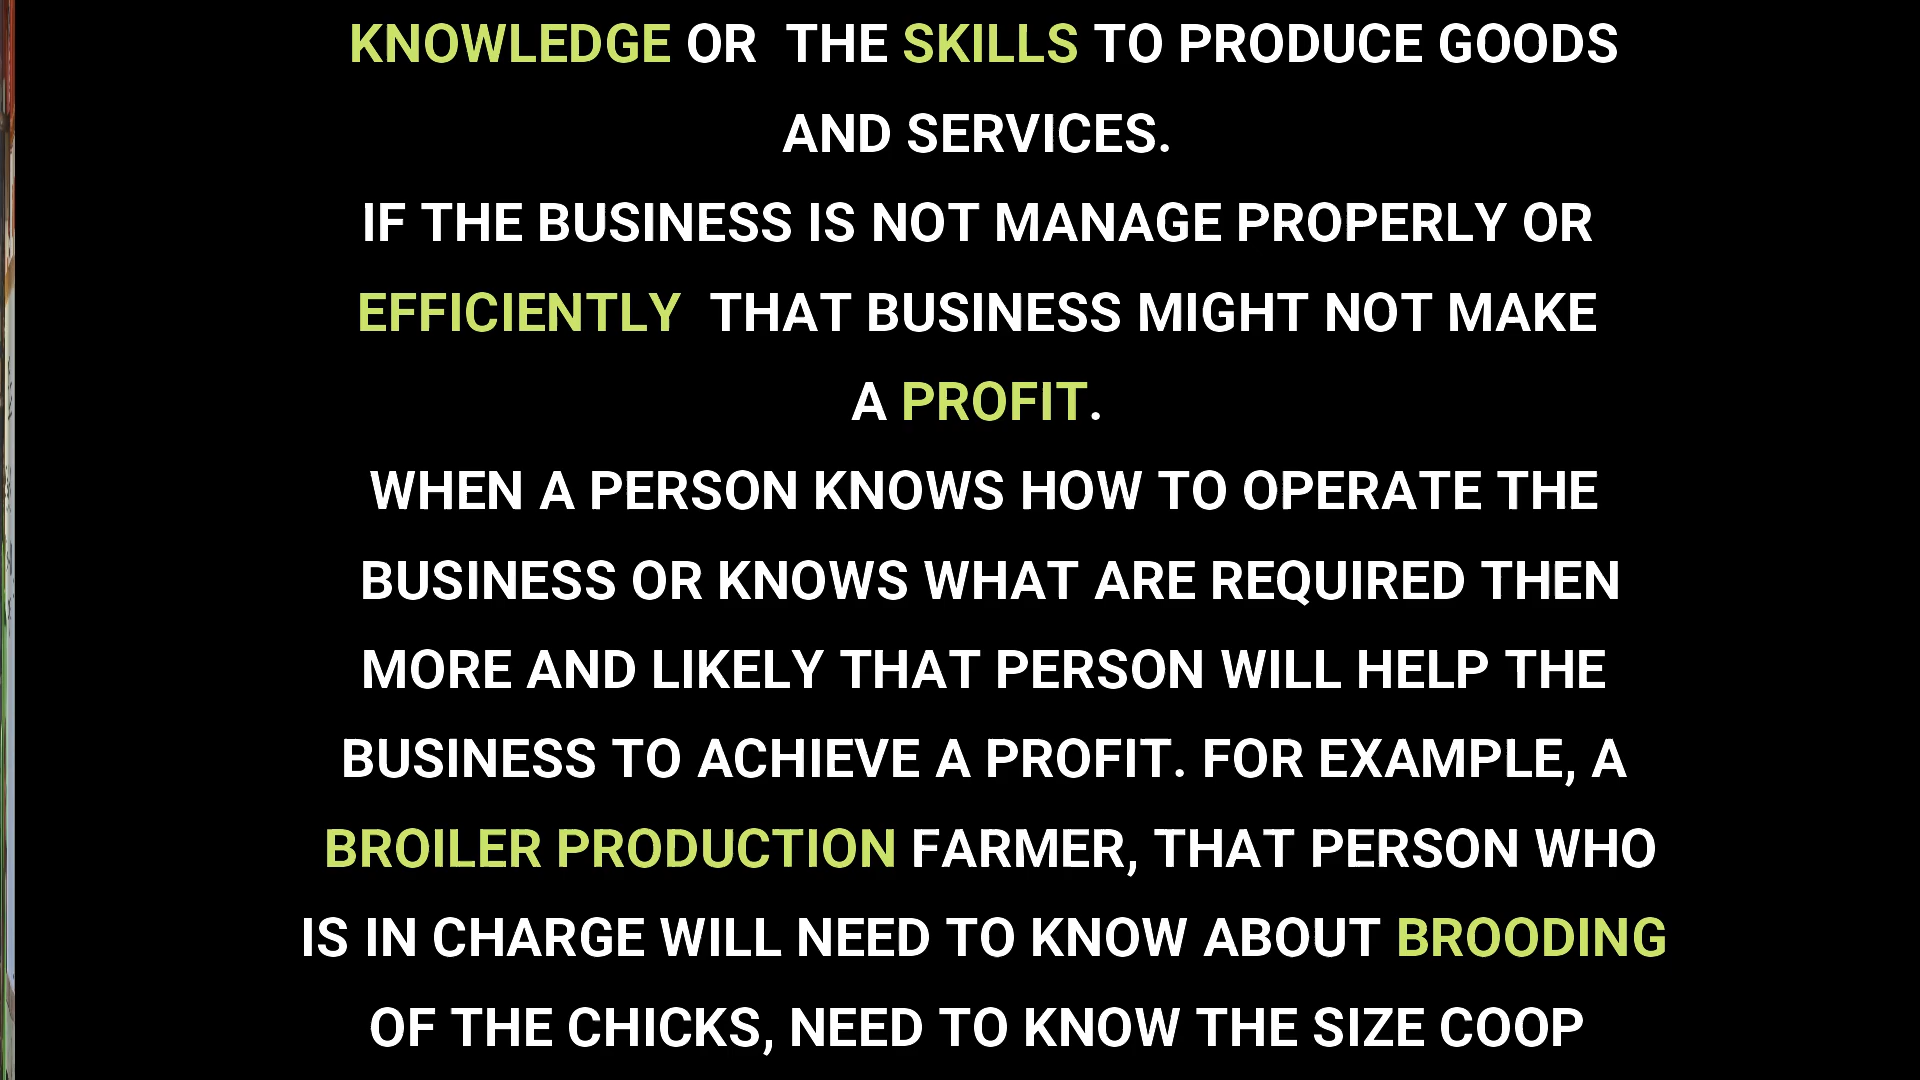 KNOWLEDGE OR THE SKILLS TO PRODUCE GOODS
AND SERVICES.
IF THE BUSINESS IS NOT MANAGE PROPERLY OR
EFFICIENTLY THAT BUSINESS MIGHT NOT MAKE
A PROFIT.
WHEN A PERSON KNOWS HOW TO OPERATE THE
BUSINESS OR KNOWS WHAT ARE REQUIRED THEN
MORE AND LIKELY THAT PERSON WILL HELP THE
BUSINESS TO ACHIEVE A PROFIT. FOR EXAMPLE, A
BROILER PRODUCTION FARMER, THAT PERSON WHO
IS IN CHARGE WILL NEED TO KNOW ABOUT BROODING
OF THE CHICKS, NEED TO KNOW THE SIZE COOP